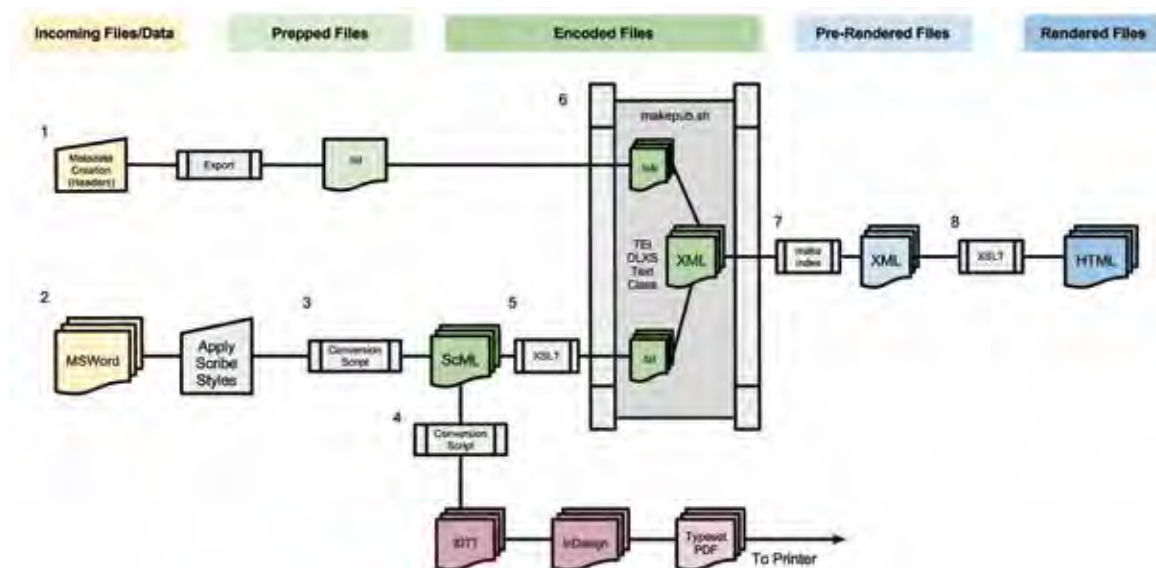 Incoming Files/Data
Prepped Files
Encoded Files
Pre-Rendered Files
Rendered Files
6
makepub.sh
1
Metadata
Creation
(Headers)
Export
.txt
7
8
TEI
DLXS
Text
Class
XML
make
index
XML
XSLT
HTML
2
3
5
MSWord
Apply
Scribe
Styles
Conversion
Script
ScML
XSLT
.txt
4
Conversion
Script
IDTT
InDesign
Typeset
PDF
To Printer